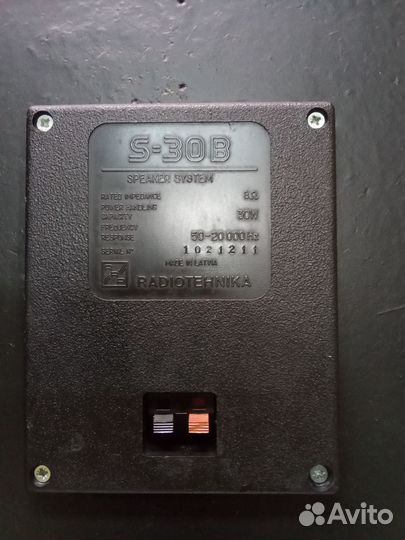 S-30B
SPEAKER SYSTEM
RATED IMPEDANCE 8Ω
POWER HANDLING
CAPACITY 30W
FREQUENCY
RESPONSE 50-20 000 Hz
SERIAL N° 1021211
MADE IN LATVIA
RADIOTEHNIKA
Avito